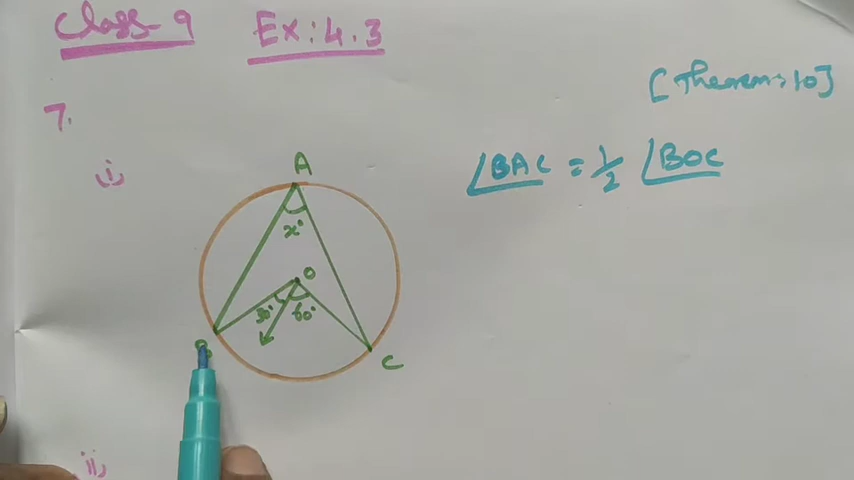 Class-9 Ex:4.3
[Theorem:10]
7.
i)
∠BAC = 1/2 ∠BOC
A
x°
O
30° 60°
B
C
ii)